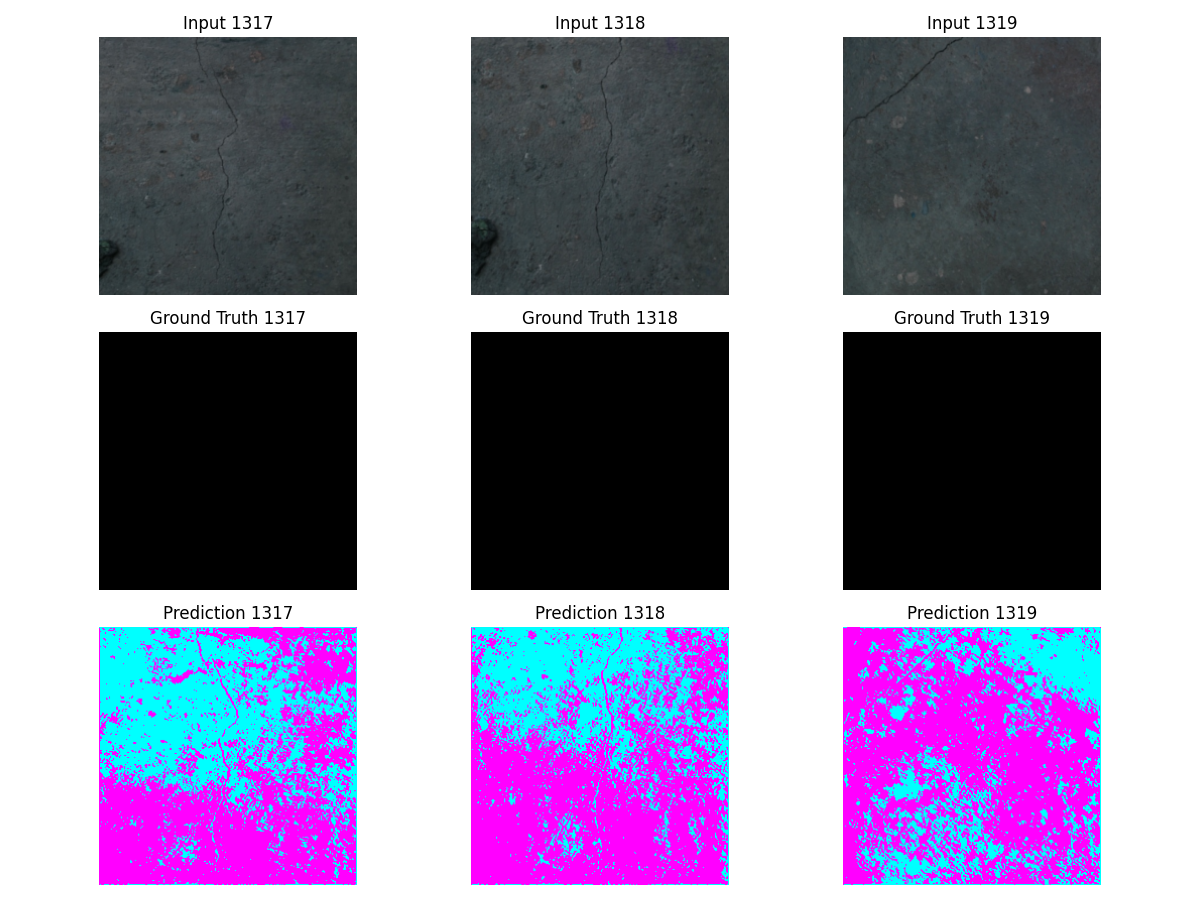 Input 1317
Input 1318
Input 1319
Ground Truth 1317
Ground Truth 1318
Ground Truth 1319
Prediction 1317
Prediction 1318
Prediction 1319